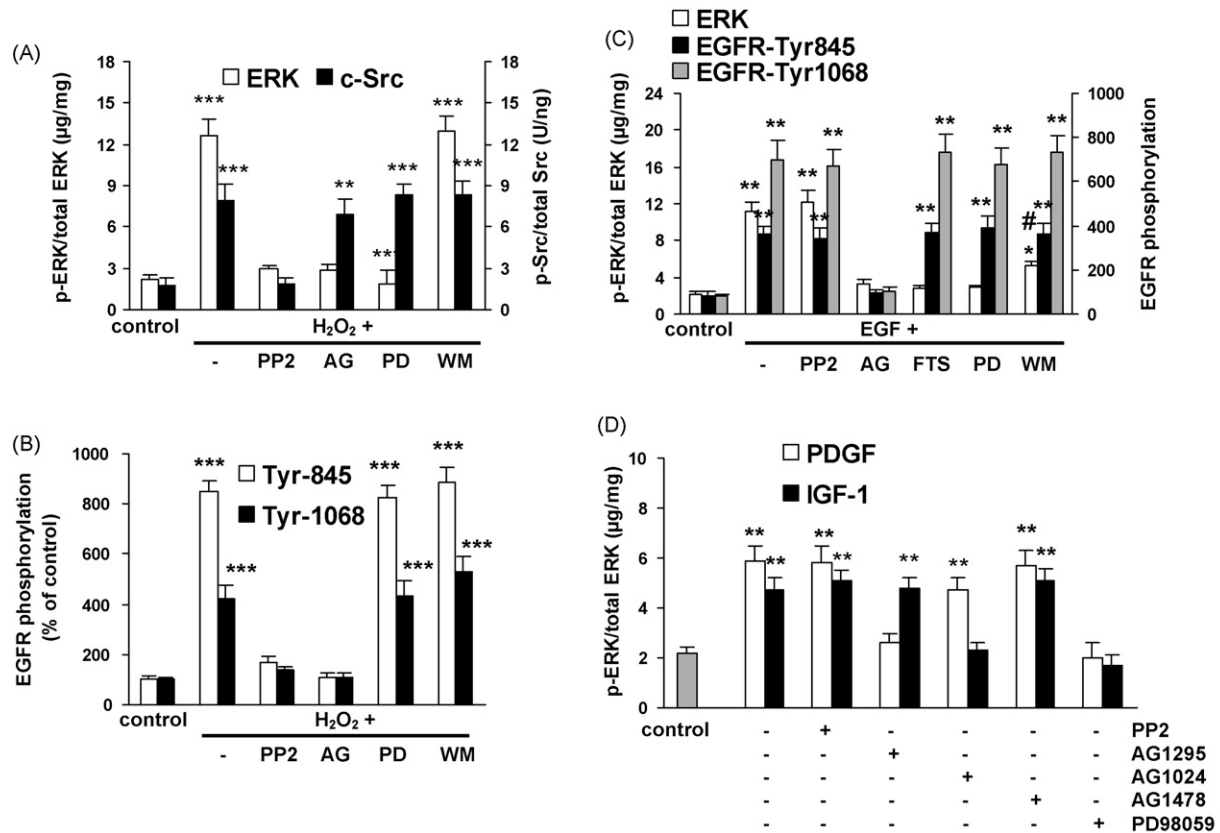 (A)
18
15
12
9
6
3
0
p-ERK/total ERK (µg/mg)
ERK c-Src
18
15
12
9
6
3
0
p-Src/total Src (U/ng)
*** *** ** *** *** *** ***
control
H₂O₂ +
- PP2 AG PD WM
(B)
1000
800
600
400
200
0
EGFR phosphorylation
(% of control)
Tyr-845
Tyr-1068
*** *** *** *** *** ***
control
H₂O₂ +
- PP2 AG PD WM
(C)
ERK
EGFR-Tyr845
EGFR-Tyr1068
24
20
16
12
8
4
0
p-ERK/total ERK (µg/mg)
1000
800
600
400
200
0
EGFR phosphorylation
** ** ** ** ** ** ** ** ** ** # * ** **
control
EGF +
- PP2 AG FTS PD WM
(D)
10
8
6
4
2
0
p-ERK/total ERK (µg/mg)
PDGF
IGF-1
** ** ** ** ** ** ** **
control
- + - - - - PP2
- - + - - - AG1295
- - - + - - AG1024
- - - - + - AG1478
- - - - - + PD98059